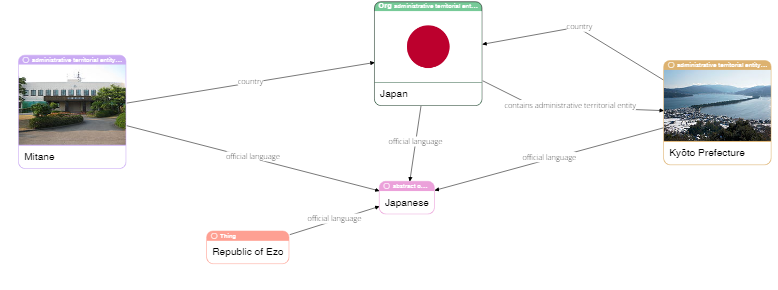 Org administrative territorial ent...
country
administrative territorial entity...
administrative territorial entity...
country
Japan
contains administrative territorial entity
official language
Mitane
official language
official language
Kyōto Prefecture
abstract o...
Japanese
official language
Thing
Republic of Ezo